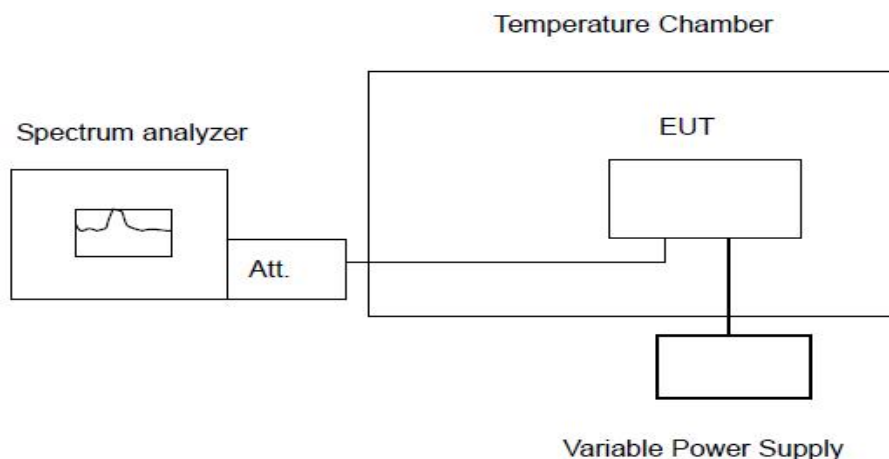 Temperature Chamber
Spectrum analyzer
EUT
Att.
Variable Power Supply